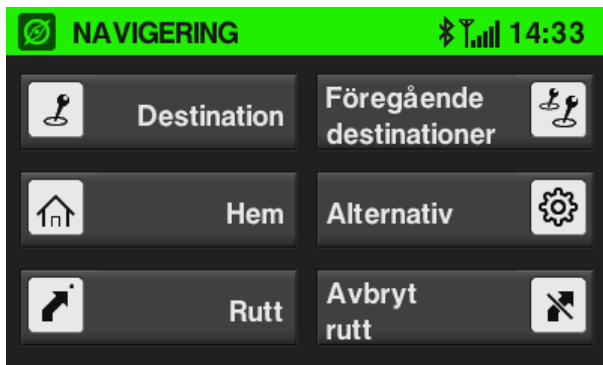 NAVIGERING 14:33
Destination
Föregående
destinationer
Hem
Alternativ
Rutt
Avbryt
rutt